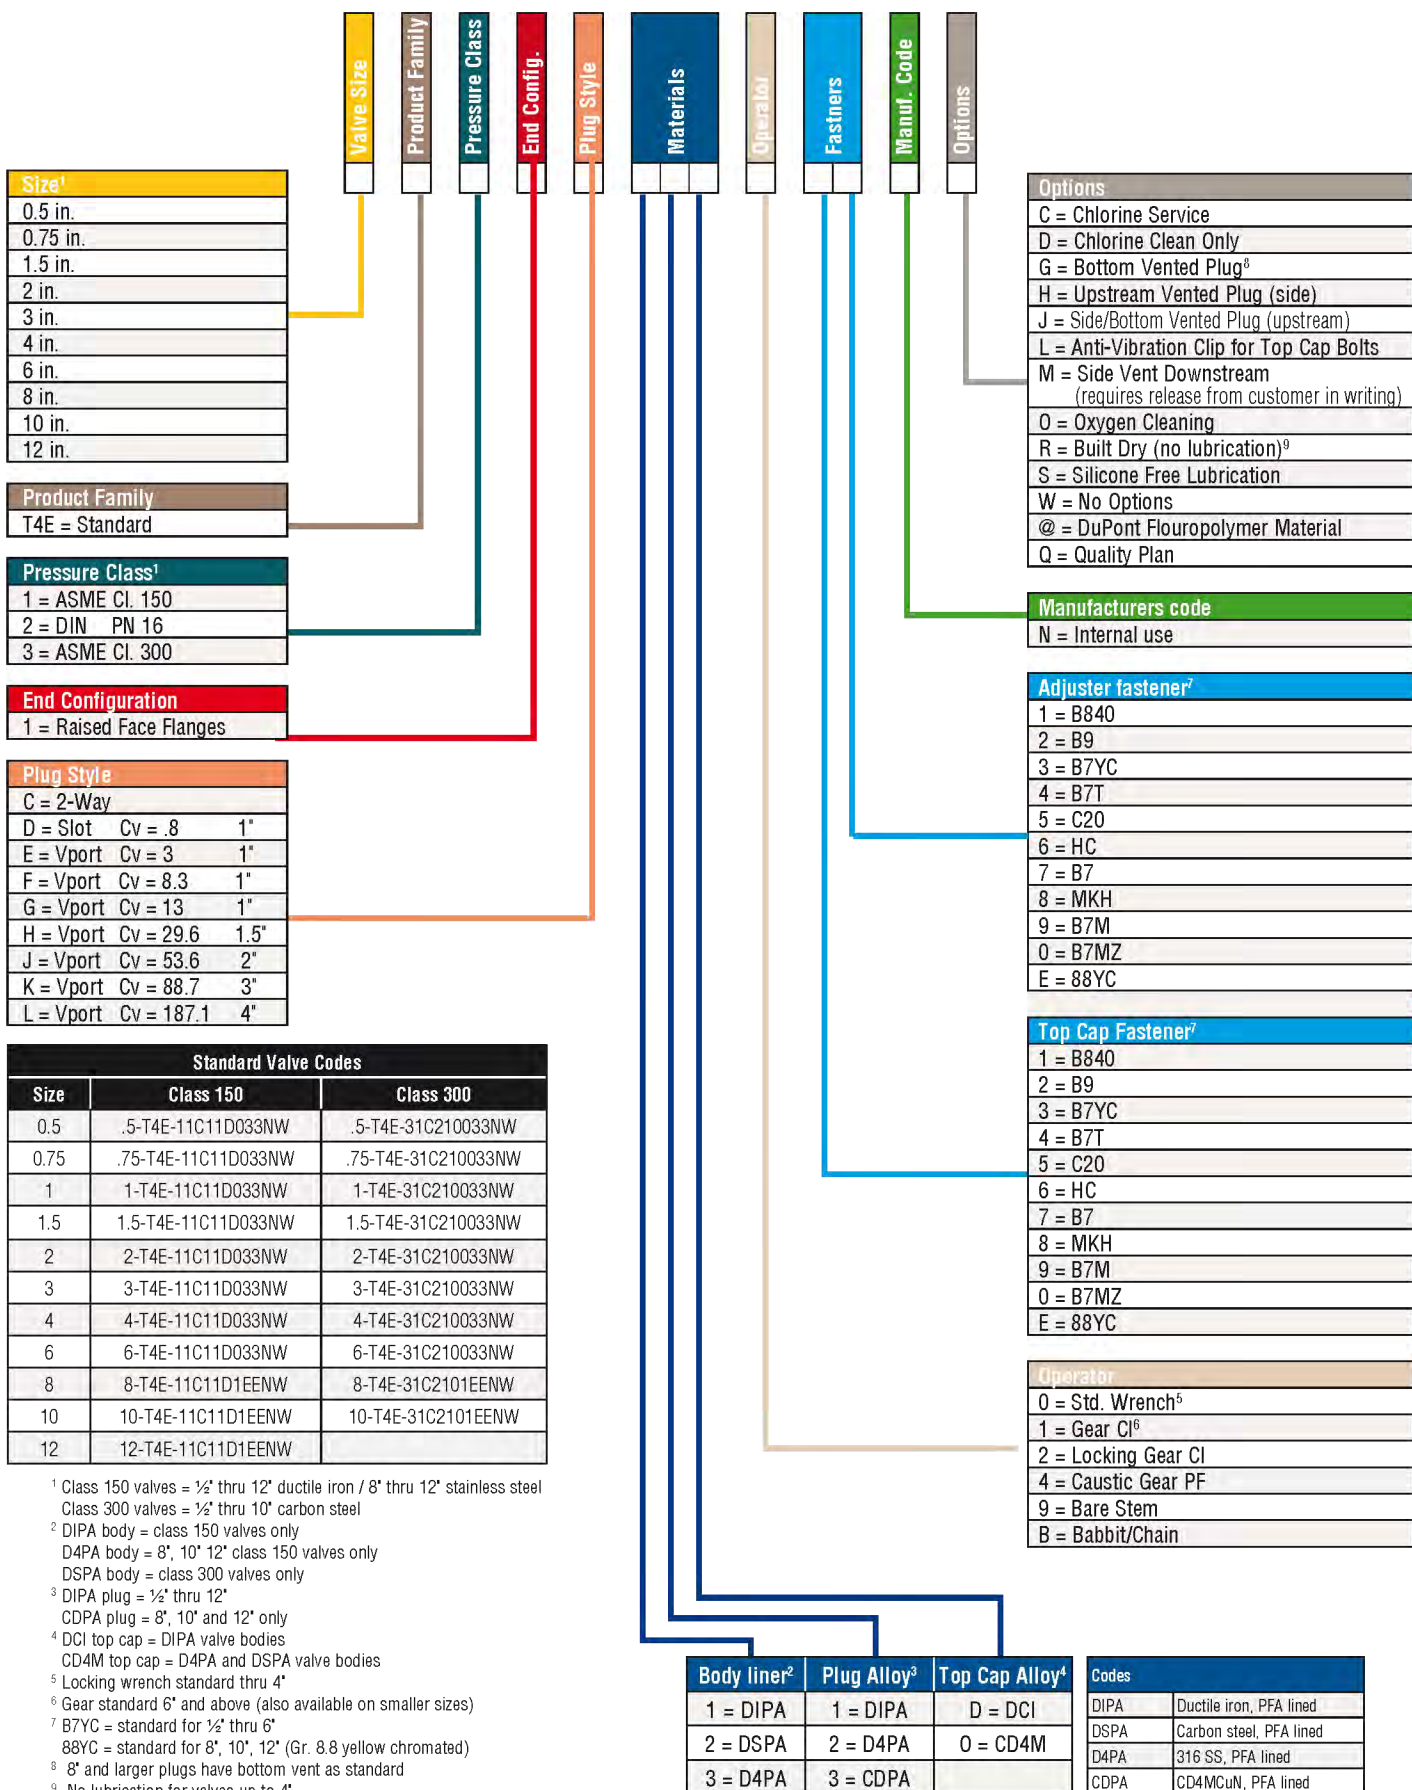 Valve Size
Product Family
Pressure Class
End Config.
Plug Style
Materials
Operator
Fastners
Manuf. Code
Options
Size¹
0.5 in.
0.75 in.
1.5 in.
2 in.
3 in.
4 in.
6 in.
8 in.
10 in.
12 in.
Product Family
T4E = Standard
Pressure Class¹
1 = ASME Cl. 150
2 = DIN PN 16
3 = ASME Cl. 300
End Configuration
1 = Raised Face Flanges
Plug Style
C = 2-Way
D = Slot Cv = .8 1"
E = Vport Cv = 3 1"
F = Vport Cv = 8.3 1"
G = Vport Cv = 13 1"
H = Vport Cv = 29.6 1.5"
J = Vport Cv = 53.6 2"
K = Vport Cv = 88.7 3"
L = Vport Cv = 187.1 4"
Standard Valve Codes
Size Class 150 Class 300
0.5 .5-T4E-11C11D033NW .5-T4E-31C210033NW
0.75 .75-T4E-11C11D033NW .75-T4E-31C210033NW
1 1-T4E-11C11D033NW 1-T4E-31C210033NW
1.5 1.5-T4E-11C11D033NW 1.5-T4E-31C210033NW
2 2-T4E-11C11D033NW 2-T4E-31C210033NW
3 3-T4E-11C11D033NW 3-T4E-31C210033NW
4 4-T4E-11C11D033NW 4-T4E-31C210033NW
6 6-T4E-11C11D033NW 6-T4E-31C210033NW
8 8-T4E-11C11D1EENW 8-T4E-31C2101EENW
10 10-T4E-11C11D1EENW 10-T4E-31C2101EENW
12 12-T4E-11C11D1EENW
¹ Class 150 valves = ½" thru 12" ductile iron / 8" thru 12" stainless steel
Class 300 valves = ½" thru 10" carbon steel
² DIPA body = class 150 valves only
D4PA body = 8", 10" 12" class 150 valves only
DSPA body = class 300 valves only
³ DIPA plug = ½" thru 12"
CDPA plug = 8", 10" and 12" only
⁴ DCI top cap = DIPA valve bodies
CD4M top cap = D4PA and DSPA valve bodies
⁵ Locking wrench standard thru 4"
⁶ Gear standard 6" and above (also available on smaller sizes)
⁷ B7YC = standard for ½" thru 6"
88YC = standard for 8", 10", 12" (Gr. 8.8 yellow chromated)
⁸ 8" and larger plugs have bottom vent as standard
⁹ No lubrication for valves up to 4"
Options
C = Chlorine Service
D = Chlorine Clean Only
G = Bottom Vented Plug⁸
H = Upstream Vented Plug (side)
J = Side/Bottom Vented Plug (upstream)
L = Anti-Vibration Clip for Top Cap Bolts
M = Side Vent Downstream
(requires release from customer in writing)
O = Oxygen Cleaning
R = Built Dry (no lubrication)⁹
S = Silicone Free Lubrication
W = No Options
@ = DuPont Flouropolymer Material
Q = Quality Plan
Manufacturers code
N = Internal use
Adjuster fastener⁷
1 = B840
2 = B9
3 = B7YC
4 = B7T
5 = C20
6 = HC
7 = B7
8 = MKH
9 = B7M
0 = B7MZ
E = 88YC
Top Cap Fastener⁷
1 = B840
2 = B9
3 = B7YC
4 = B7T
5 = C20
6 = HC
7 = B7
8 = MKH
9 = B7M
0 = B7MZ
E = 88YC
Operator
0 = Std. Wrench⁵
1 = Gear CI⁶
2 = Locking Gear CI
4 = Caustic Gear PF
9 = Bare Stem
B = Babbit/Chain
Body liner² Plug Alloy³ Top Cap Alloy⁴
1 = DIPA 1 = DIPA D = DCI
2 = DSPA 2 = D4PA 0 = CD4M
3 = D4PA 3 = CDPA
Codes
DIPA Ductile iron, PFA lined
DSPA Carbon steel, PFA lined
D4PA 316 SS, PFA lined
CDPA CD4MCuN, PFA lined